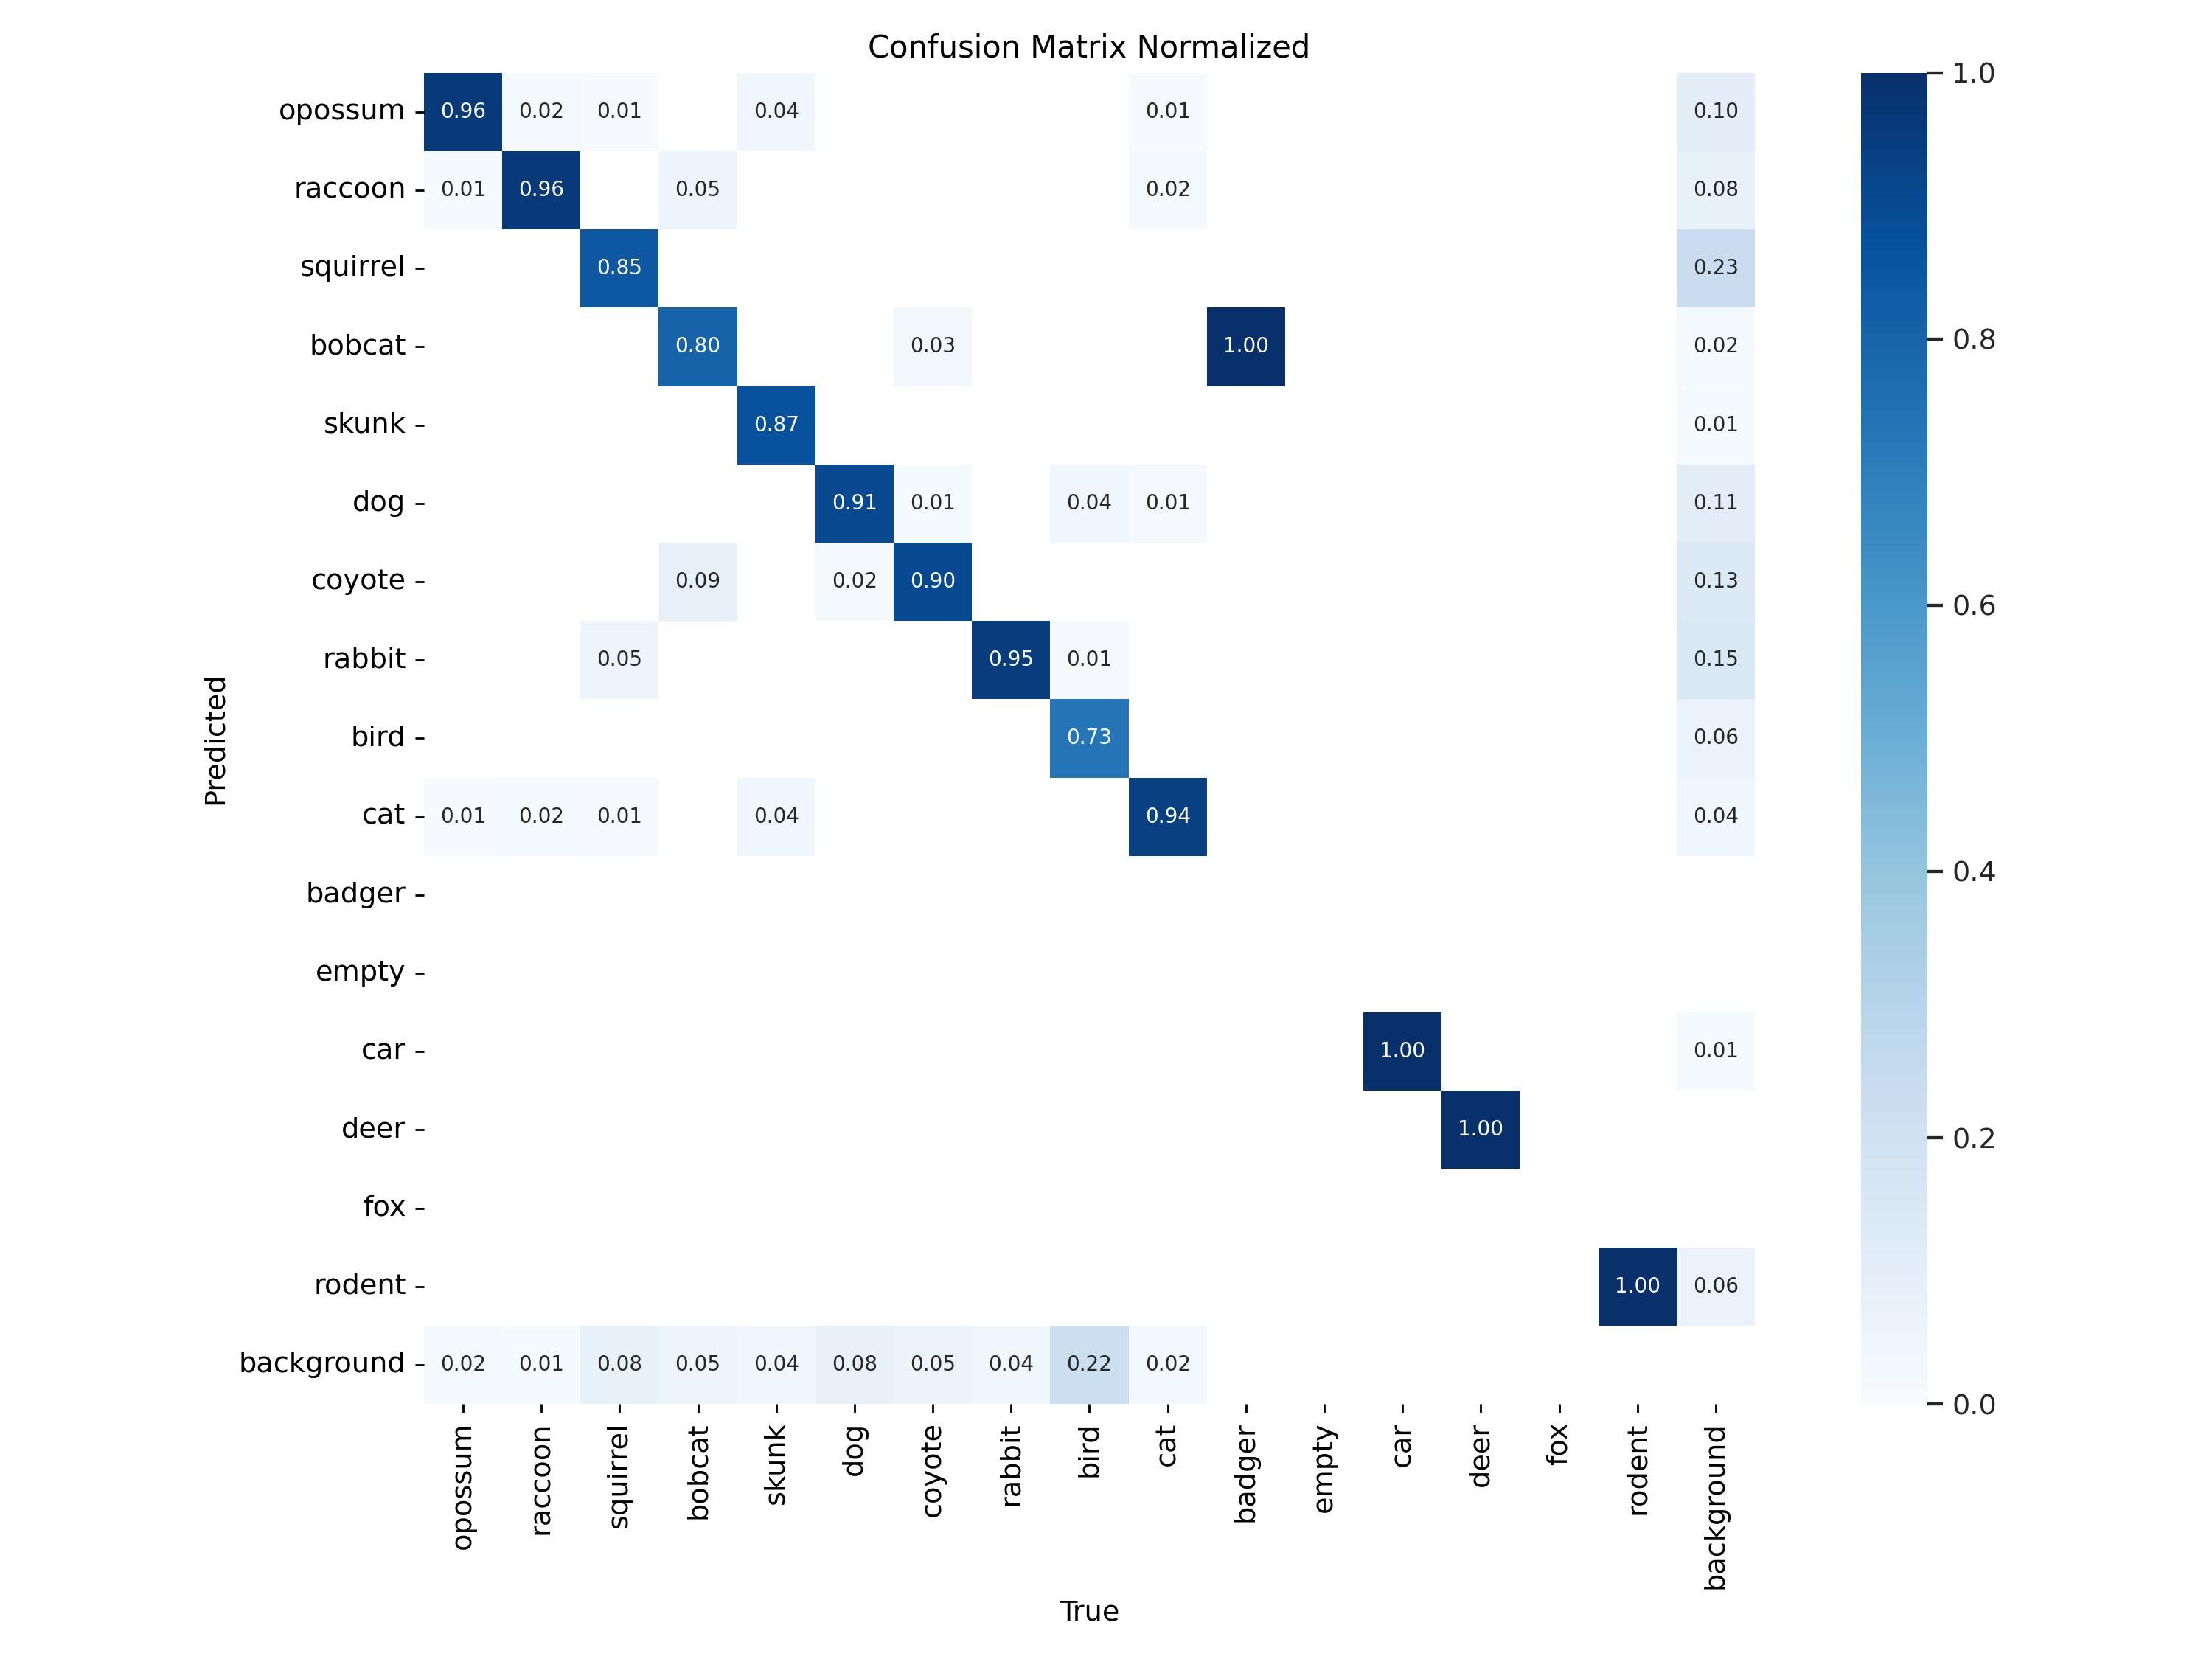 Confusion Matrix Normalized
opossum 0.96 0.02 0.01 0.04 0.01 0.10
raccoon 0.01 0.96 0.05 0.02 0.08
squirrel 0.85 0.23
bobcat 0.80 0.03 1.00 0.02
skunk 0.87 0.01
dog 0.91 0.01 0.04 0.01 0.11
coyote 0.09 0.02 0.90 0.13
rabbit 0.05 0.95 0.01 0.15
bird 0.73 0.06
cat 0.01 0.02 0.01 0.04 0.94 0.04
badger
empty
car 1.00 0.01
deer 1.00
fox
rodent 1.00 0.06
background 0.02 0.01 0.08 0.05 0.04 0.08 0.05 0.04 0.22 0.02
Predicted
opossum raccoon squirrel bobcat skunk dog coyote rabbit bird cat badger empty car deer fox rodent background
True
1.0
0.8
0.6
0.4
0.2
0.0